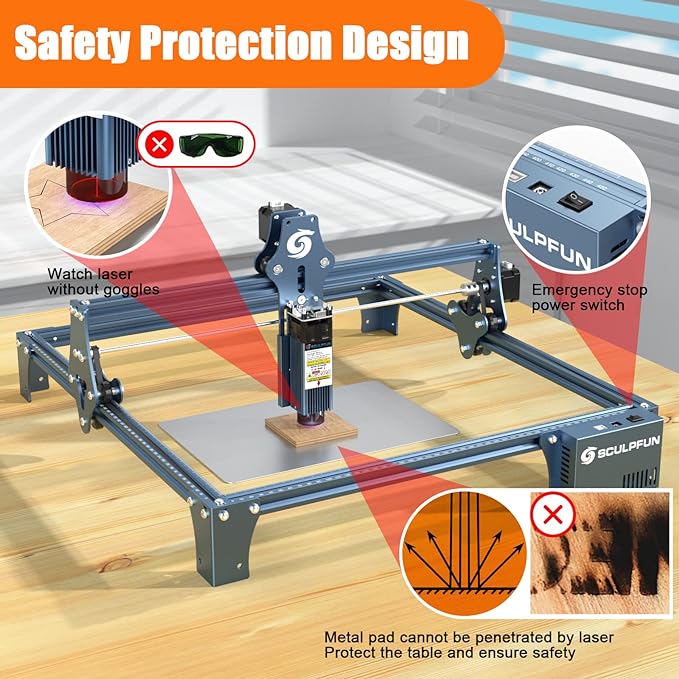 Safety Protection Design
Watch laser
without goggles
SCULPFUN
Emergency stop
power switch
SCULPFUN
SCULPFUN
Metal pad cannot be penetrated by laser
Protect the table and ensure safety